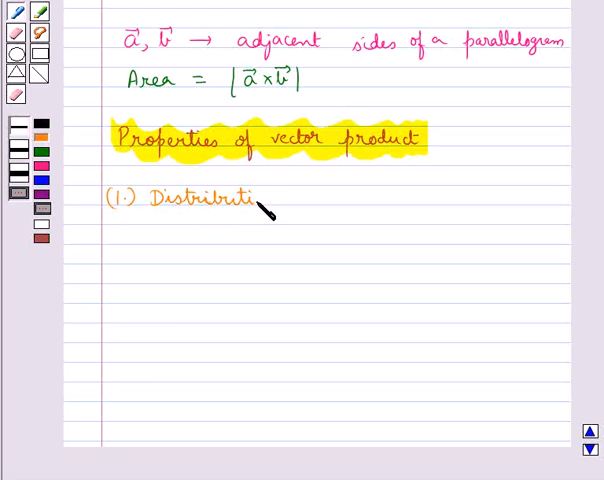 a⃗, b⃗ → adjacent sides of a parallelogram
Area = |a⃗ × b⃗|
Properties of vector product
(1.) Distributi